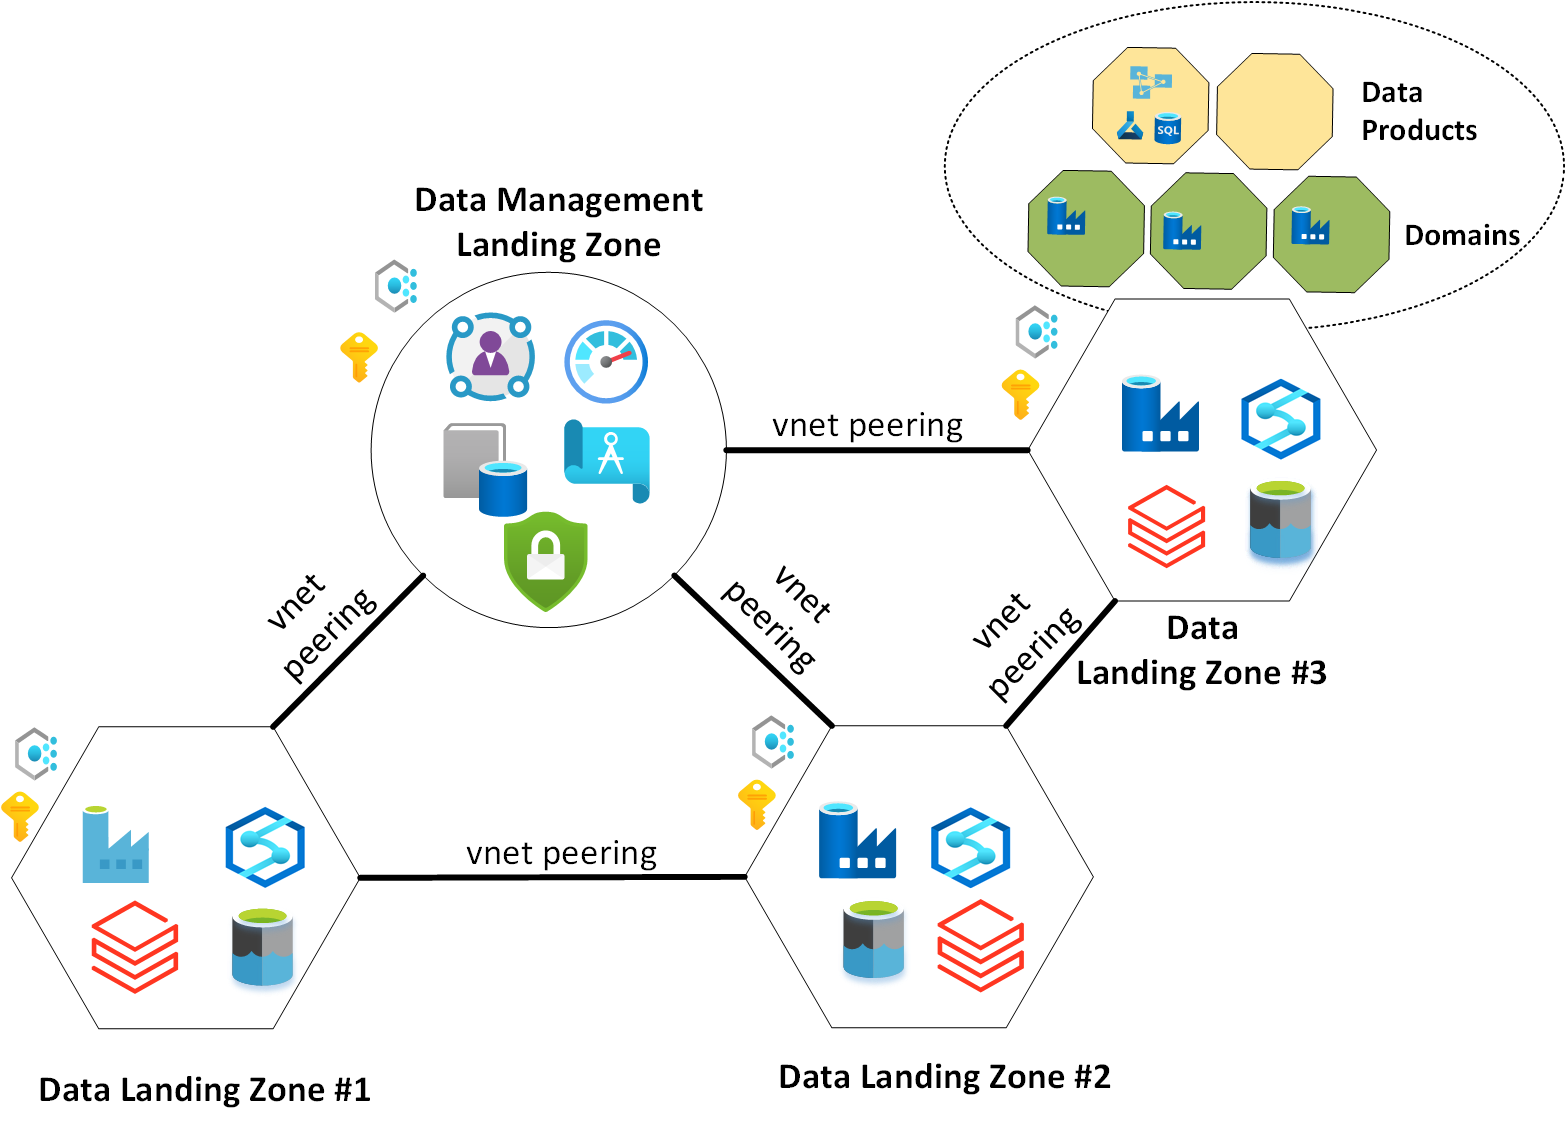 Data
Products
Domains
Data Management
Landing Zone
SQL
vnet peering
vnet
peering
vnet
peering
vnet
peering
Data
Landing Zone #3
vnet peering
Data Landing Zone #1
Data Landing Zone #2